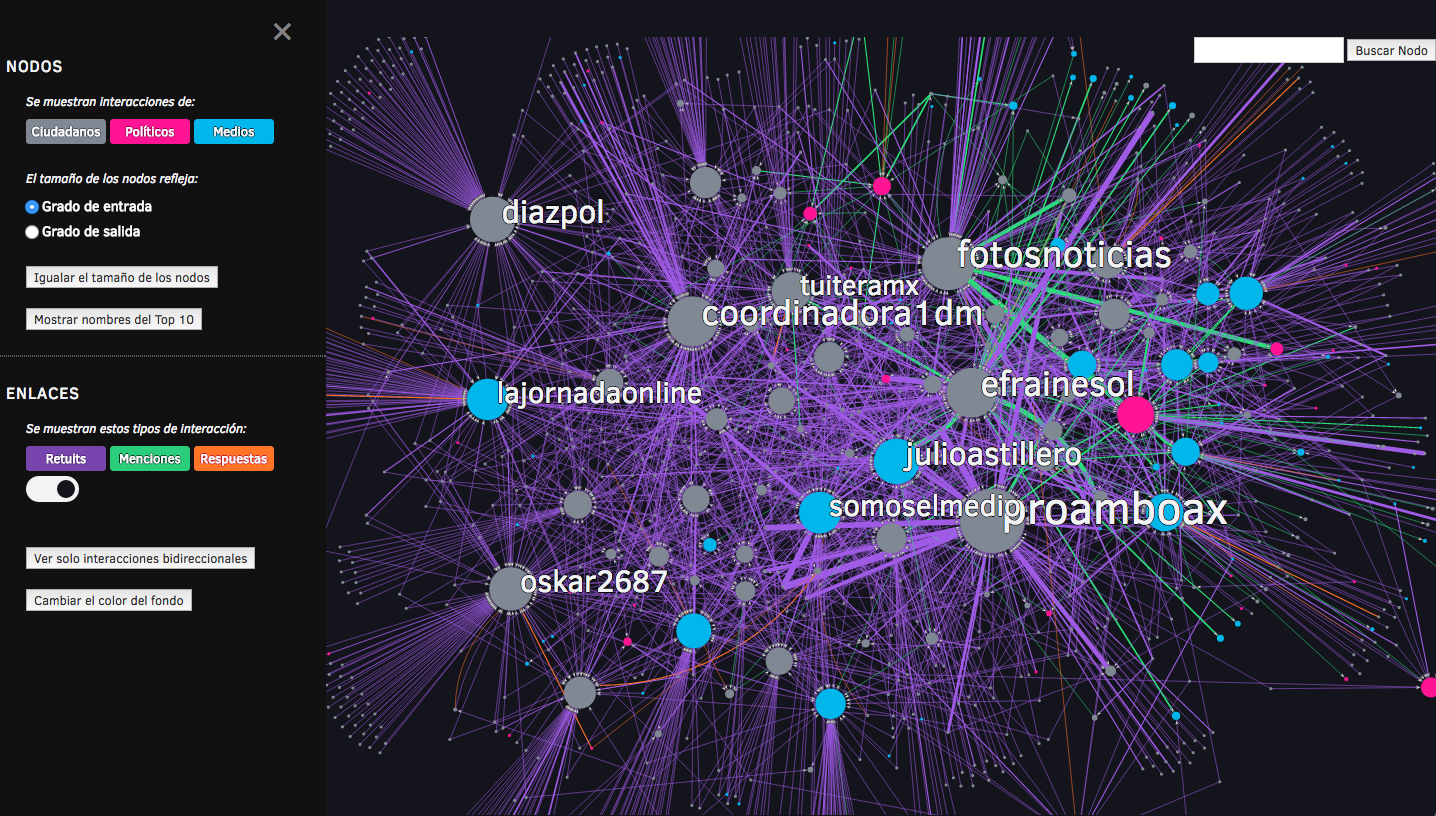 NODOS
Se muestran interacciones de:
Ciudadanos Políticos Medios
El tamaño de los nodos refleja:
Grado de entrada
Grado de salida
Igualar el tamaño de los nodos
Mostrar nombres del Top 10
ENLACES
Se muestran estos tipos de interacción:
Retuits Menciones Respuestas
Ver solo interacciones bidireccionales
Cambiar el color del fondo
Buscar Nodo
diazpol
fotosnoticias
tuiteramx
coordinadora1dm
efrainesol
lajornadaonline
julioastillero
somoselmedio
proamboax
oskar2687